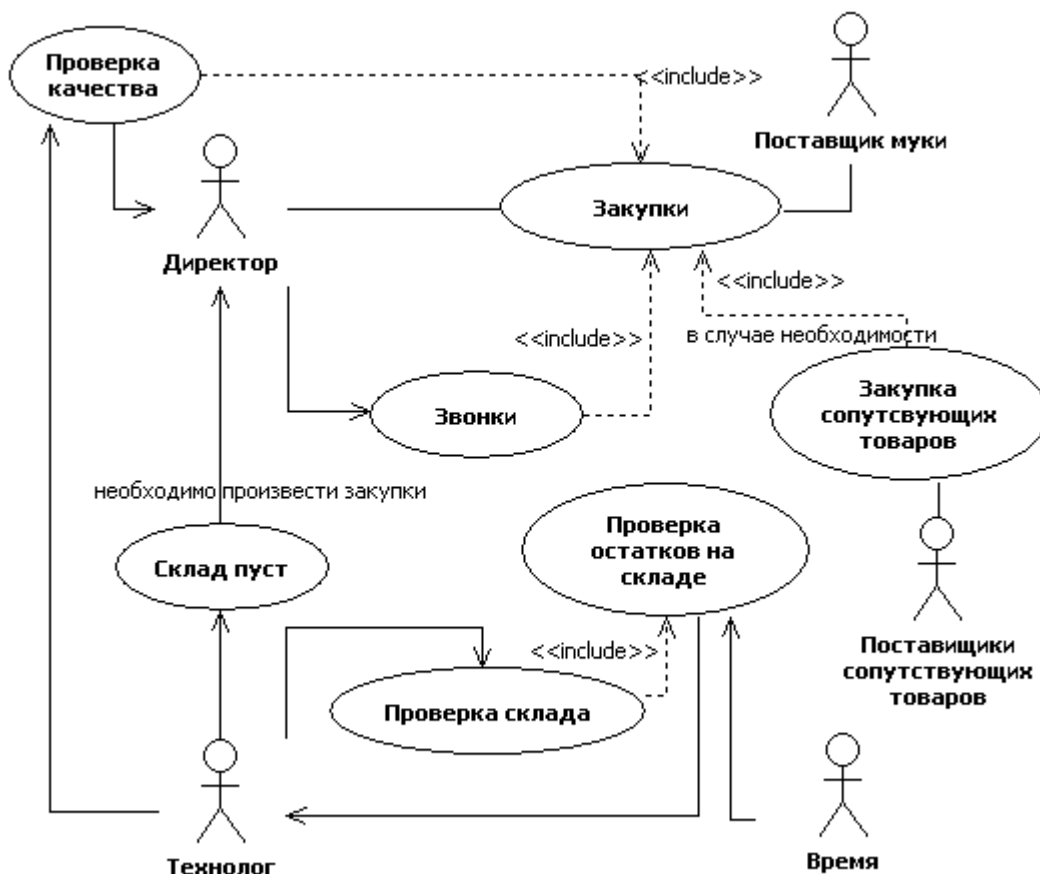 Проверка
качества
<<include>>
Поставщик муки
Закупки
Директор
<<include>>
<<include>>
в случае необходимости
Звонки
Закупка
сопутсвующих
товаров
необходимо произвести закупки
Проверка
остатков на
складе
Склад пуст
<<include>>
Поставищики
сопутствующих
товаров
Проверка склада
Технолог
Время